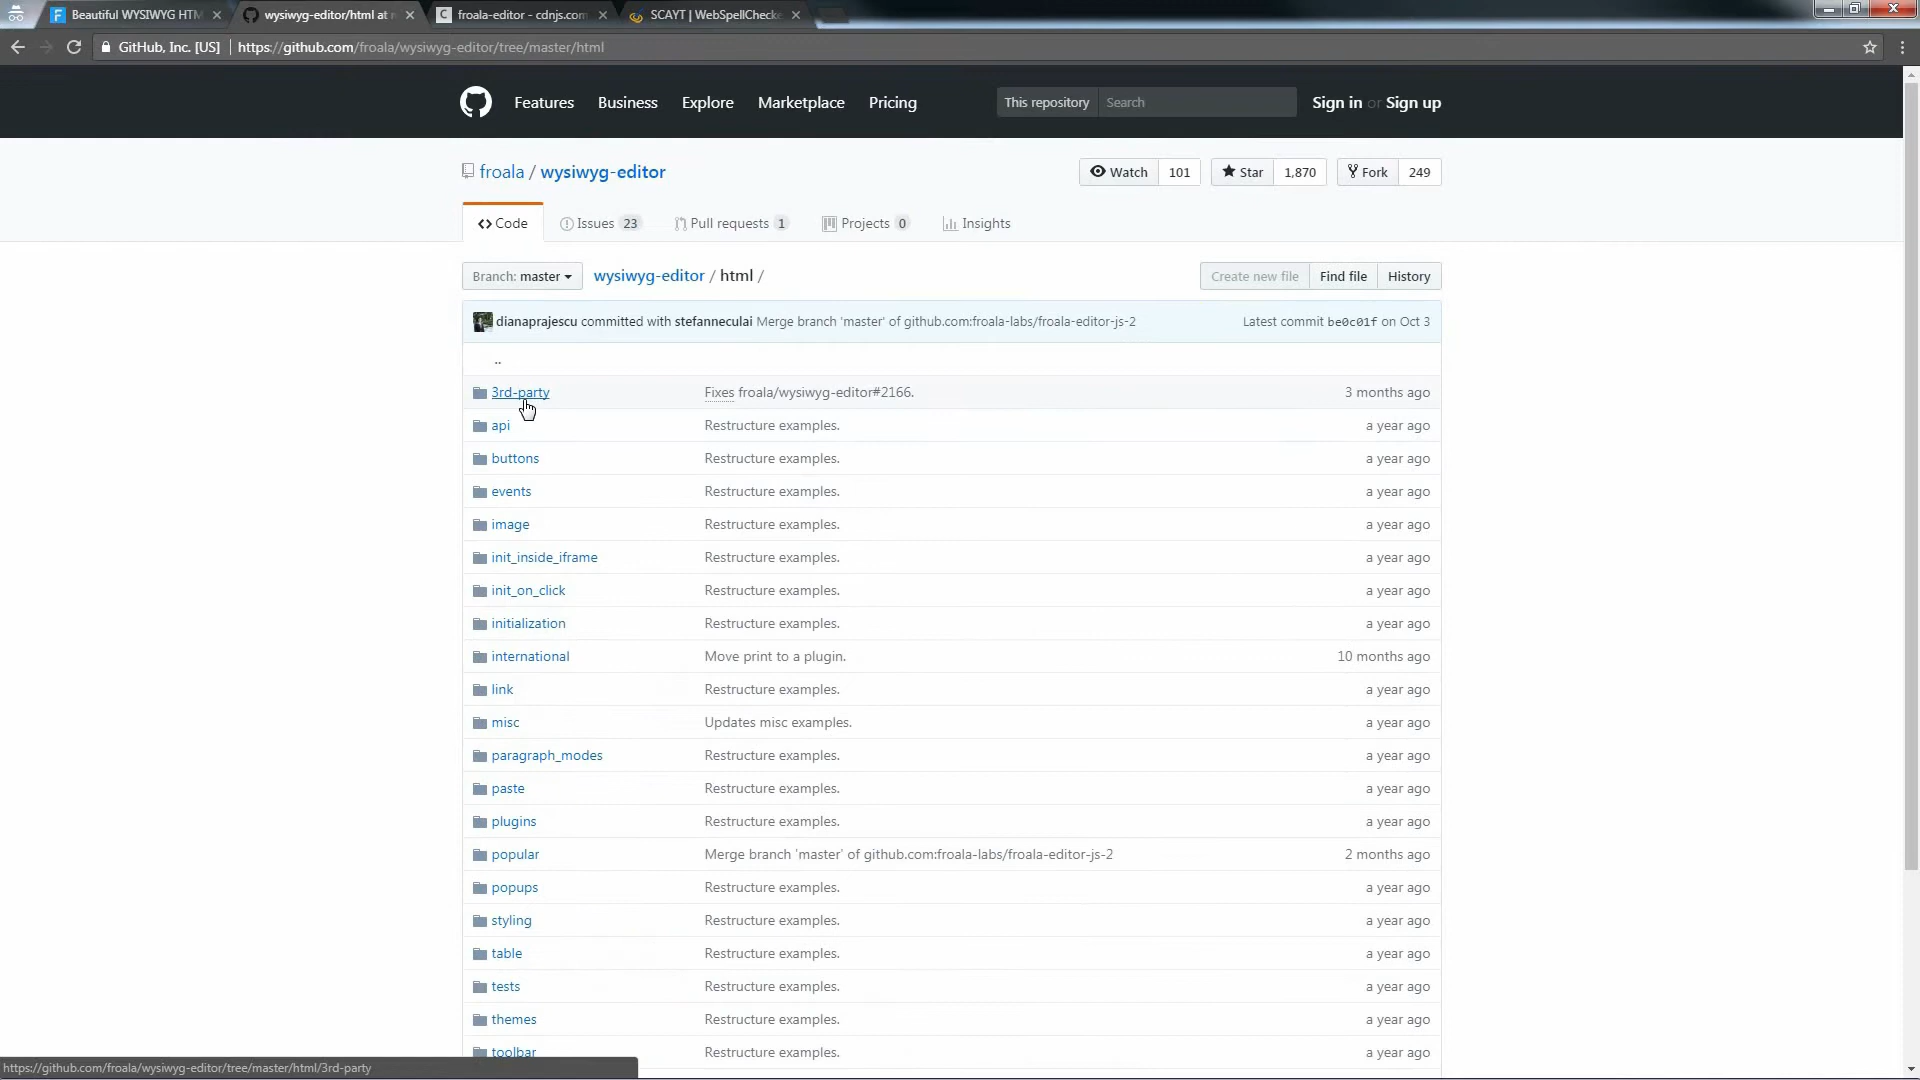 Beautiful WYSIWYG HTM
wysiwyg-editor/html at
froala-editor - cdnjs.com
SCAYT | WebSpellChecke
GitHub, Inc. [US] https://github.com/froala/wysiwyg-editor/tree/master/html
Features Business Explore Marketplace Pricing This repository Search Sign in or Sign up
froala / wysiwyg-editor Watch 101 Star 1,870 Fork 249
Code Issues 23 Pull requests 1 Projects 0 Insights
Branch: master wysiwyg-editor / html / Create new file Find file History
dianaprajescu committed with stefanneculai Merge branch 'master' of github.com:froala-labs/froala-editor-js-2 Latest commit be0c01f on Oct 3
..
3rd-party Fixes froala/wysiwyg-editor#2166. 3 months ago
api Restructure examples. a year ago
buttons Restructure examples. a year ago
events Restructure examples. a year ago
image Restructure examples. a year ago
init_inside_iframe Restructure examples. a year ago
init_on_click Restructure examples. a year ago
initialization Restructure examples. a year ago
international Move print to a plugin. 10 months ago
link Restructure examples. a year ago
misc Updates misc examples. a year ago
paragraph_modes Restructure examples. a year ago
paste Restructure examples. a year ago
plugins Restructure examples. a year ago
popular Merge branch 'master' of github.com:froala-labs/froala-editor-js-2 2 months ago
popups Restructure examples. a year ago
styling Restructure examples. a year ago
table Restructure examples. a year ago
tests Restructure examples. a year ago
themes Restructure examples. a year ago
toolbar Restructure examples. a year ago
https://github.com/froala/wysiwyg-editor/tree/master/html/3rd-party